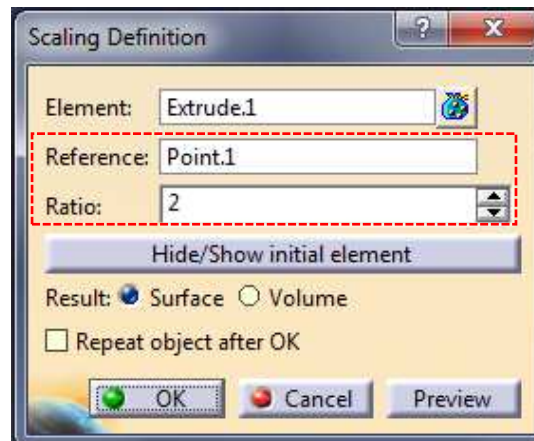 Scaling Definition
?
Element: Extrude.1
Reference: Point.1
Ratio: 2
Hide/Show initial element
Result: Surface Volume
Repeat object after OK
OK Cancel Preview